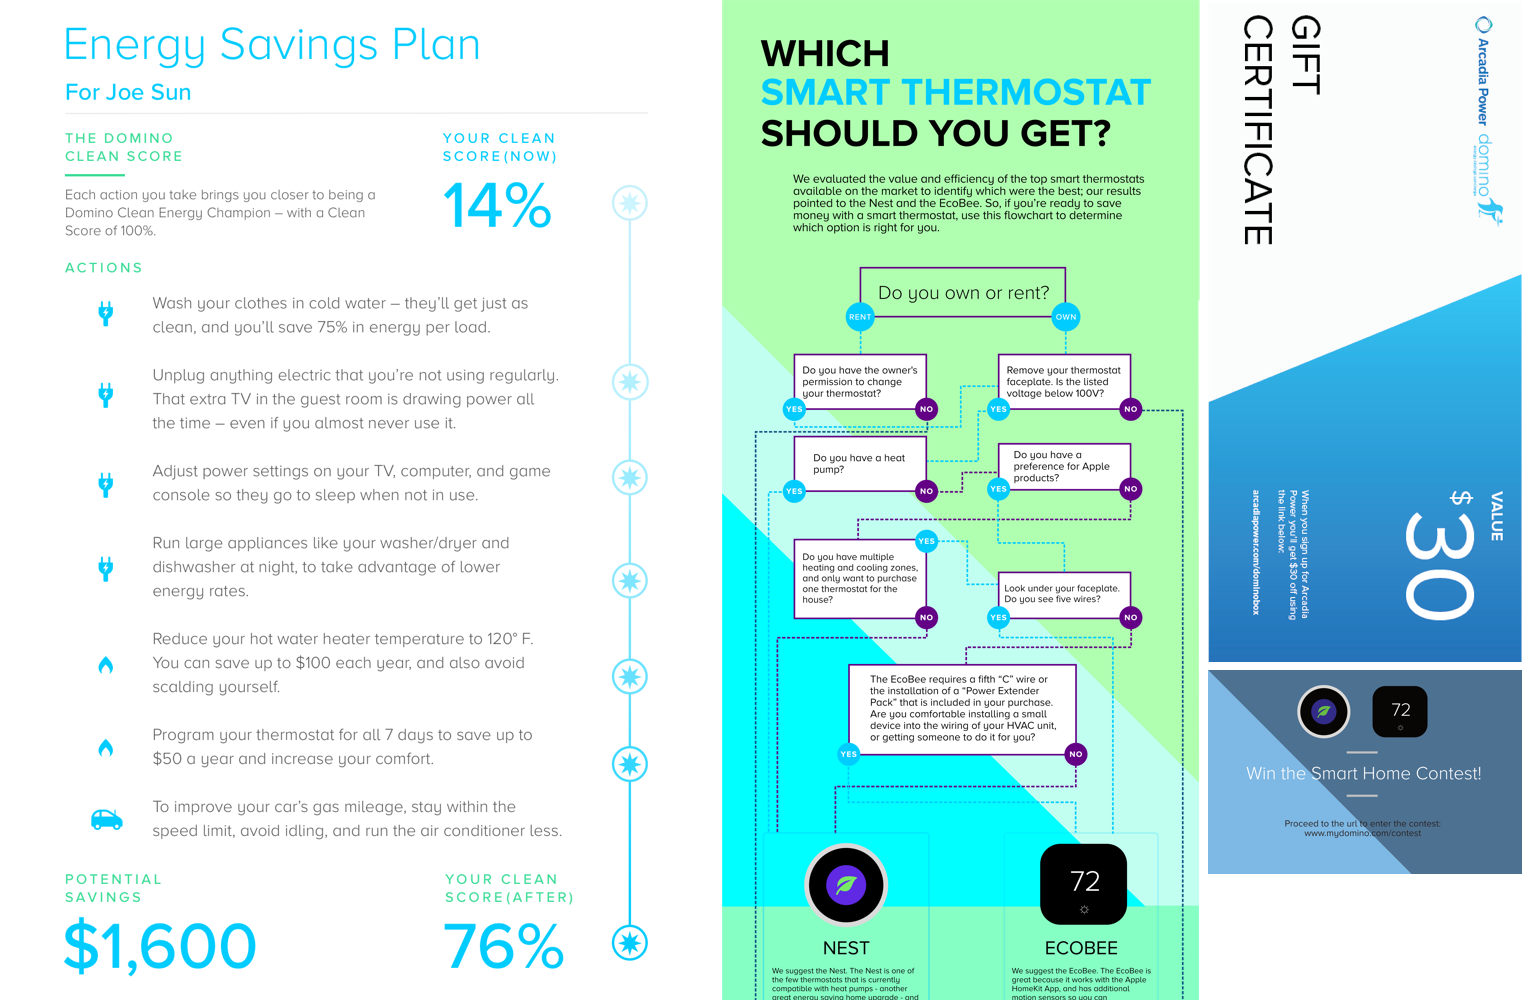 Energy Savings Plan
For Joe Sun
THE DOMINO
CLEAN SCORE
Each action you take brings you closer to being a
Domino Clean Energy Champion – with a Clean
Score of 100%.
YOUR CLEAN
SCORE(NOW)
14%
ACTIONS
Wash your clothes in cold water – they’ll get just as
clean, and you’ll save 75% in energy per load.
Unplug anything electric that you’re not using regularly.
That extra TV in the guest room is drawing power all
the time – even if you almost never use it.
Adjust power settings on your TV, computer, and game
console so they go to sleep when not in use.
Run large appliances like your washer/dryer and
dishwasher at night, to take advantage of lower
energy rates.
Reduce your hot water heater temperature to 120° F.
You can save up to $100 each year, and also avoid
scalding yourself.
Program your thermostat for all 7 days to save up to
$50 a year and increase your comfort.
To improve your car’s gas mileage, stay within the
speed limit, avoid idling, and run the air conditioner less.
POTENTIAL
SAVINGS
$1,600
YOUR CLEAN
SCORE(AFTER)
76%
WHICH
SMART THERMOSTAT
SHOULD YOU GET?
We evaluated the value and efficiency of the top smart thermostats
available on the market to identify which were the best; our results
pointed to the Nest and the EcoBee. So, if you’re ready to save
money with a smart thermostat, use this flowchart to determine
which option is right for you.
Do you own or rent?
RENT
OWN
Do you have the owner’s
permission to change
your thermostat?
YES
NO
Remove your thermostat
faceplate. Is the listed
voltage below 100V?
YES
NO
Do you have a heat
pump?
YES
NO
Do you have a
preference for Apple
products?
YES
NO
Do you have multiple
heating and cooling zones,
and only want to purchase
one thermostat for the
house?
YES
NO
Look under your faceplate.
Do you see five wires?
YES
NO
The EcoBee requires a fifth “C” wire or
the installation of a “Power Extender
Pack” that is included in your purchase.
Are you comfortable installing a small
device into the wiring of your HVAC unit,
or getting someone to do it for you?
YES
NO
NEST
We suggest the Nest. The Nest is one of
the few thermostats that is currently
compatible with heat pumps - another
great energy saving home upgrade - and
72
ECOBEE
We suggest the EcoBee. The EcoBee is
great because it works with the Apple
HomeKit App, and has additional
motion sensors so you can
Arcadia Power
domino
GIFT
CERTIFICATE
VALUE
$30
When you sign up for Arcadia
Power you’ll get $30 off using
the link below:
arcadiapower.com/dominobox
72
Win the Smart Home Contest!
Proceed to the url to enter the contest:
www.mydomino.com/contest